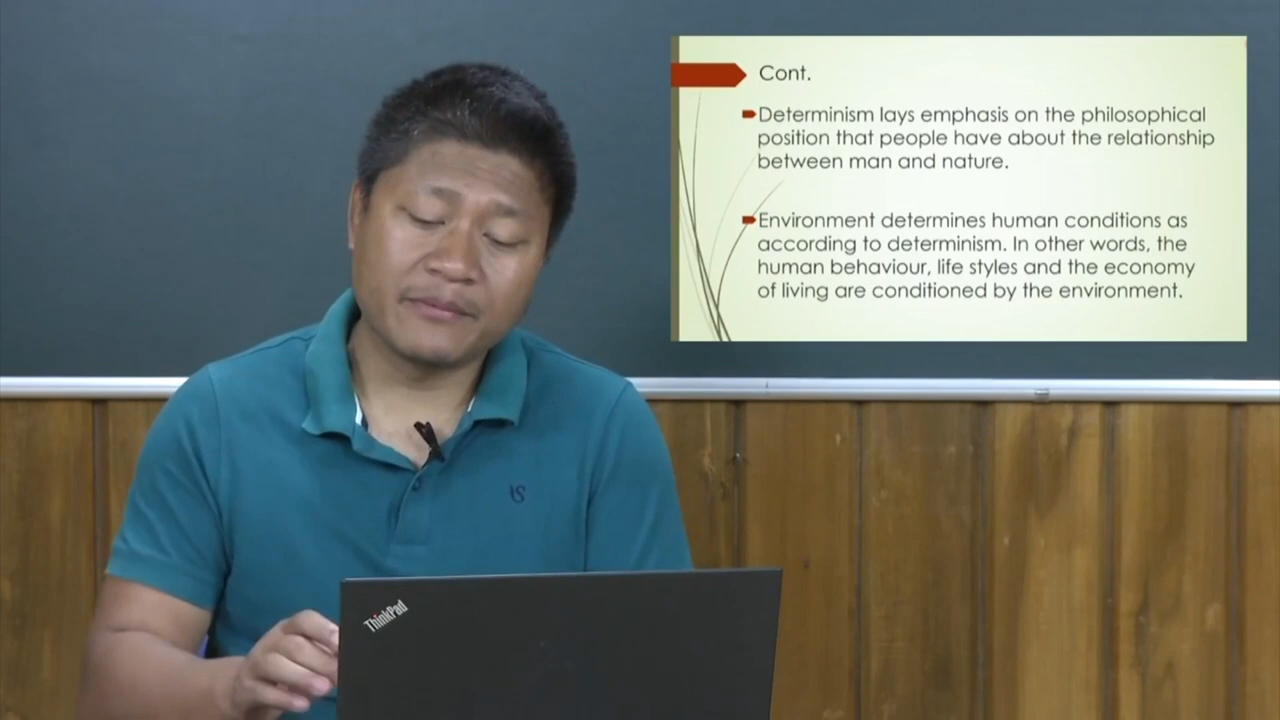 Cont.
Determinism lays emphasis on the philosophical
position that people have about the relationship
between man and nature.
Environment determines human conditions as
according to determinism. In other words, the
human behaviour, life styles and the economy
of living are conditioned by the environment.
ThinkPad